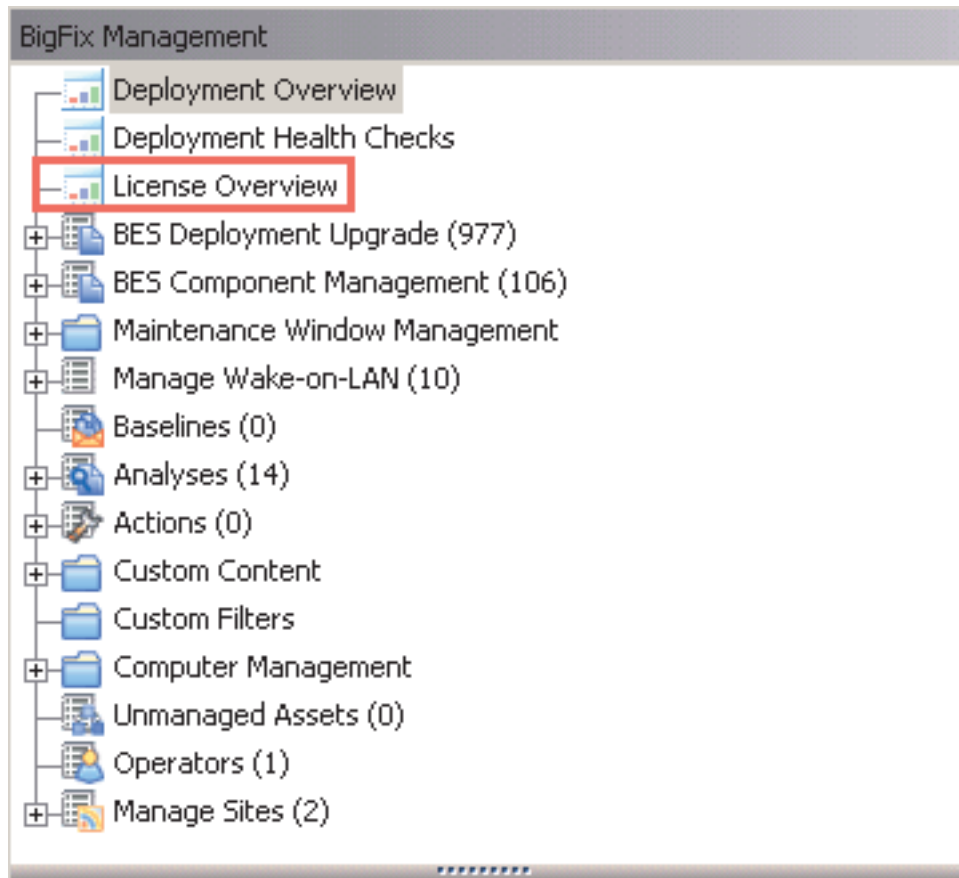 BigFix Management
Deployment Overview
Deployment Health Checks
License Overview
BES Deployment Upgrade (977)
BES Component Management (106)
Maintenance Window Management
Manage Wake-on-LAN (10)
Baselines (0)
Analyses (14)
Actions (0)
Custom Content
Custom Filters
Computer Management
Unmanaged Assets (0)
Operators (1)
Manage Sites (2)